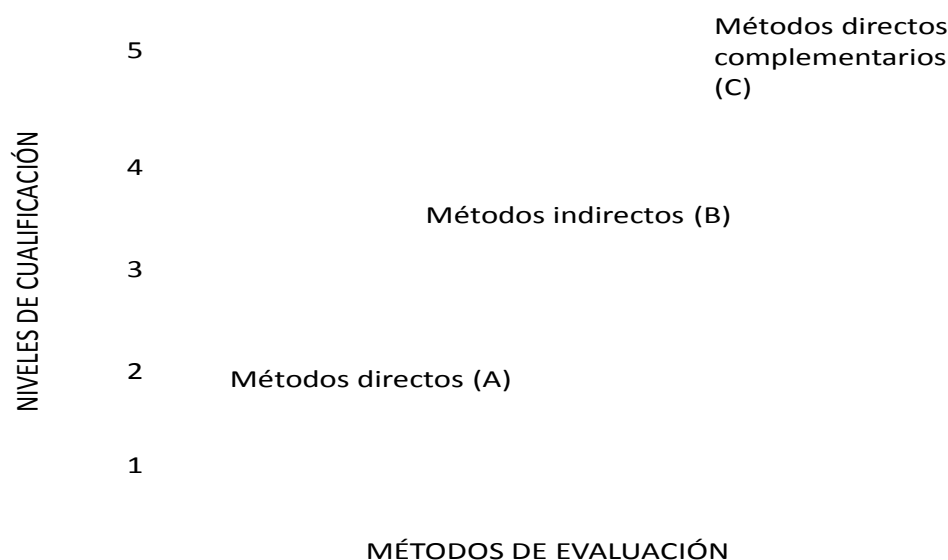 Métodos directos
complementarios
(C)
5
4
Métodos indirectos (B)
3
2
Métodos directos (A)
1
NIVELES DE CUALIFICACIÓN
MÉTODOS DE EVALUACIÓN